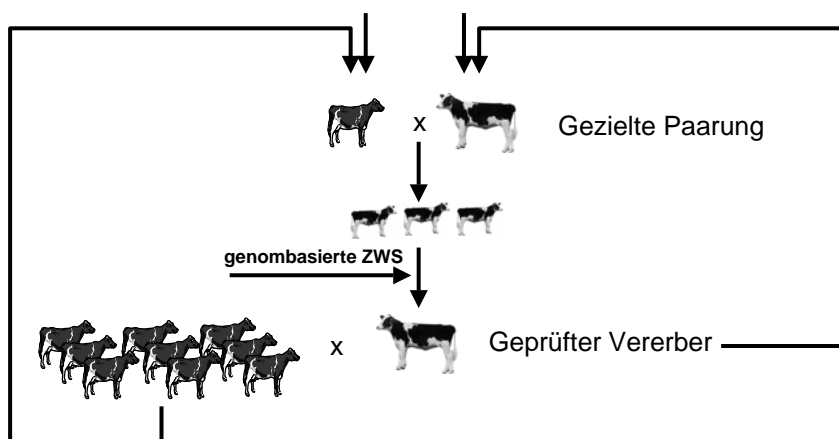 x
Gezielte Paarung
genombasierte ZWS
x
Geprüfter Vererber